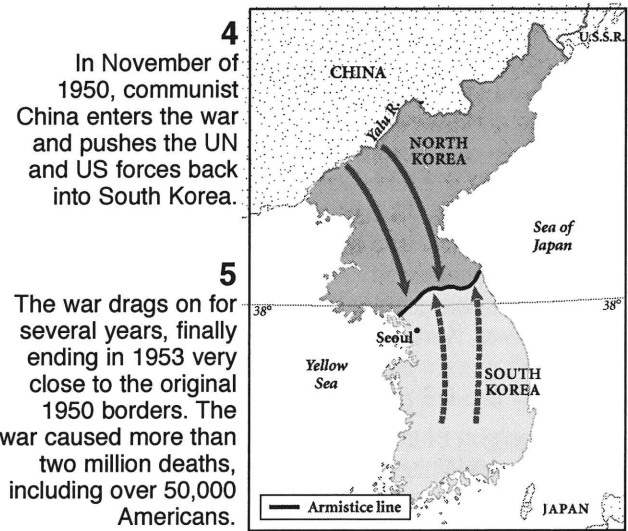 4
In November of
1950, communist
China enters the war
and pushes the UN
and US forces back
into South Korea.
5
The war drags on for
several years, finally
ending in 1953 very
close to the original
1950 borders. The
war caused more than
two million deaths,
including over 50,000
Americans.
U.S.S.R.
CHINA
Yalu R.
NORTH
KOREA
Sea of
Japan
38°
38°
Seoul
Yellow
Sea
SOUTH
KOREA
Armistice line
JAPAN